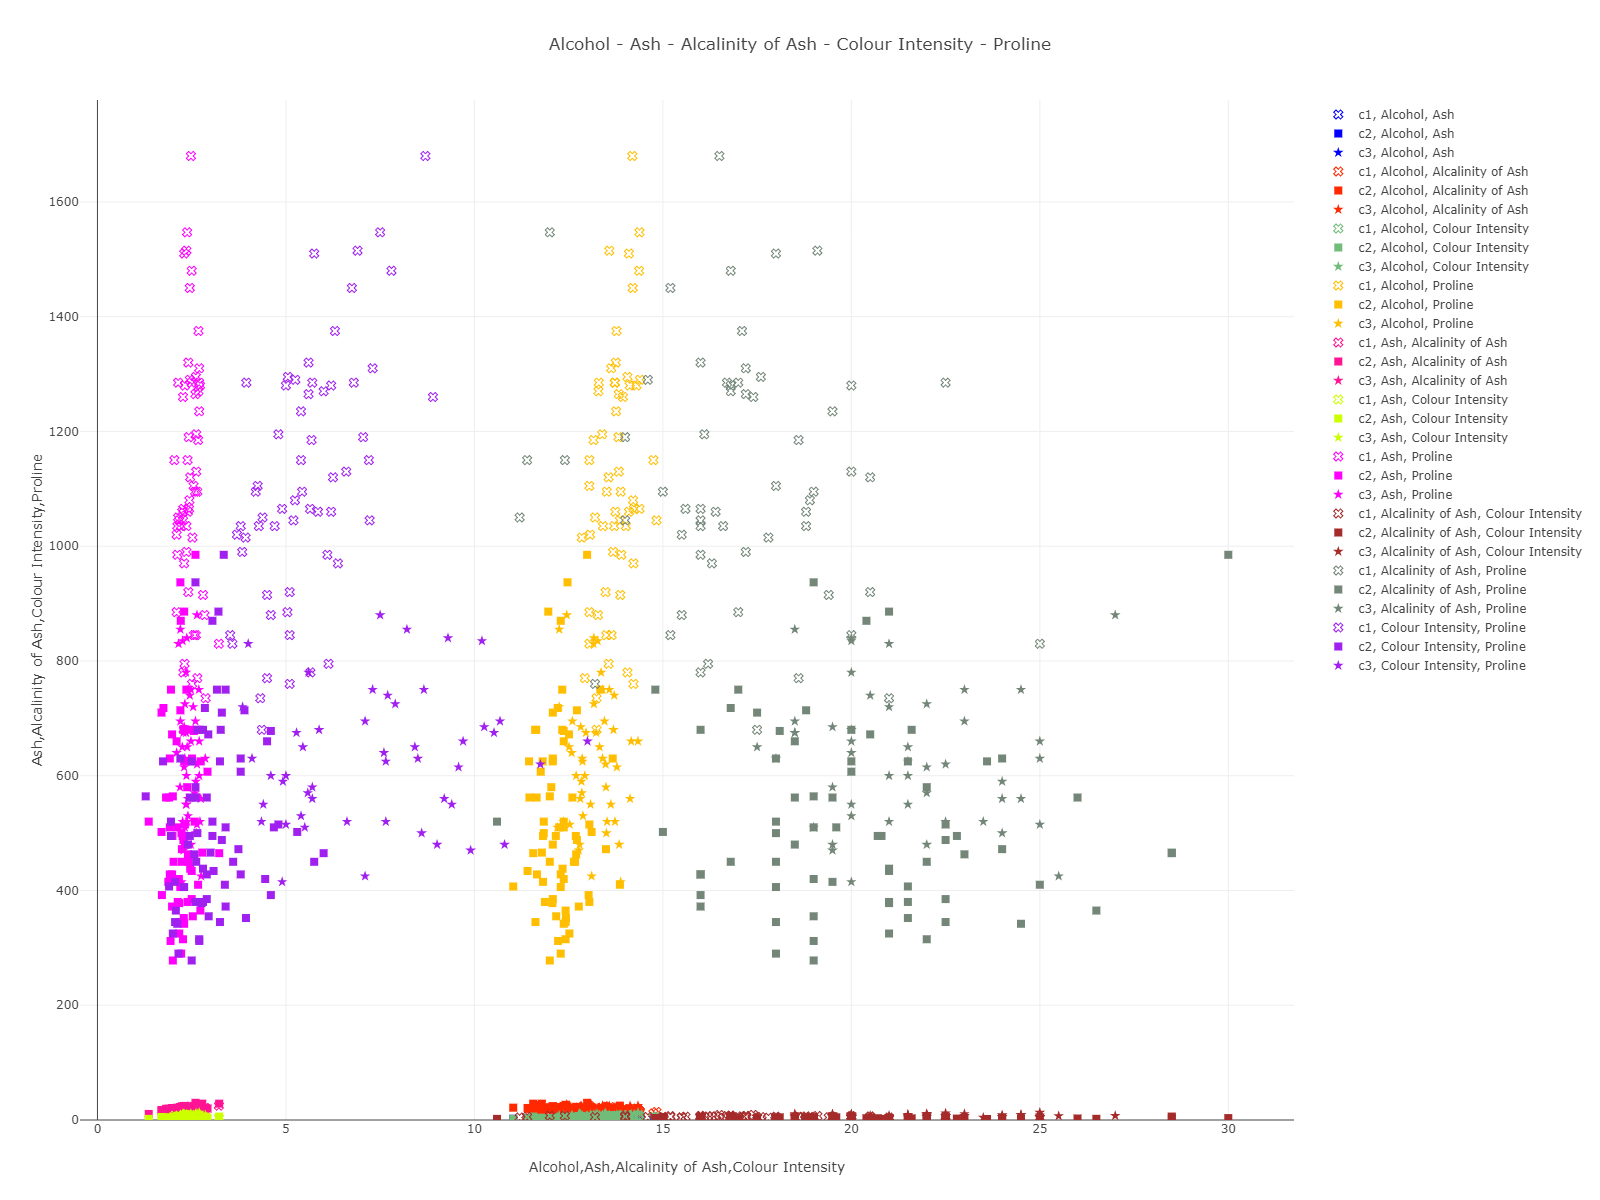 Alcohol - Ash - Alcalinity of Ash - Colour Intensity - Proline
c1, Alcohol, Ash
c2, Alcohol, Ash
c3, Alcohol, Ash
c1, Alcohol, Alcalinity of Ash
c2, Alcohol, Alcalinity of Ash
c3, Alcohol, Alcalinity of Ash
c1, Alcohol, Colour Intensity
c2, Alcohol, Colour Intensity
c3, Alcohol, Colour Intensity
c1, Alcohol, Proline
c2, Alcohol, Proline
c3, Alcohol, Proline
c1, Ash, Alcalinity of Ash
c2, Ash, Alcalinity of Ash
c3, Ash, Alcalinity of Ash
c1, Ash, Colour Intensity
c2, Ash, Colour Intensity
c3, Ash, Colour Intensity
c1, Ash, Proline
c2, Ash, Proline
c3, Ash, Proline
c1, Alcalinity of Ash, Colour Intensity
c2, Alcalinity of Ash, Colour Intensity
c3, Alcalinity of Ash, Colour Intensity
c1, Alcalinity of Ash, Proline
c2, Alcalinity of Ash, Proline
c3, Alcalinity of Ash, Proline
c1, Colour Intensity, Proline
c2, Colour Intensity, Proline
c3, Colour Intensity, Proline
Ash,Alcalinity of Ash,Colour Intensity,Proline
1600
1400
1200
1000
800
600
400
200
0
0 5 10 15 20 25 30
Alcohol,Ash,Alcalinity of Ash,Colour Intensity